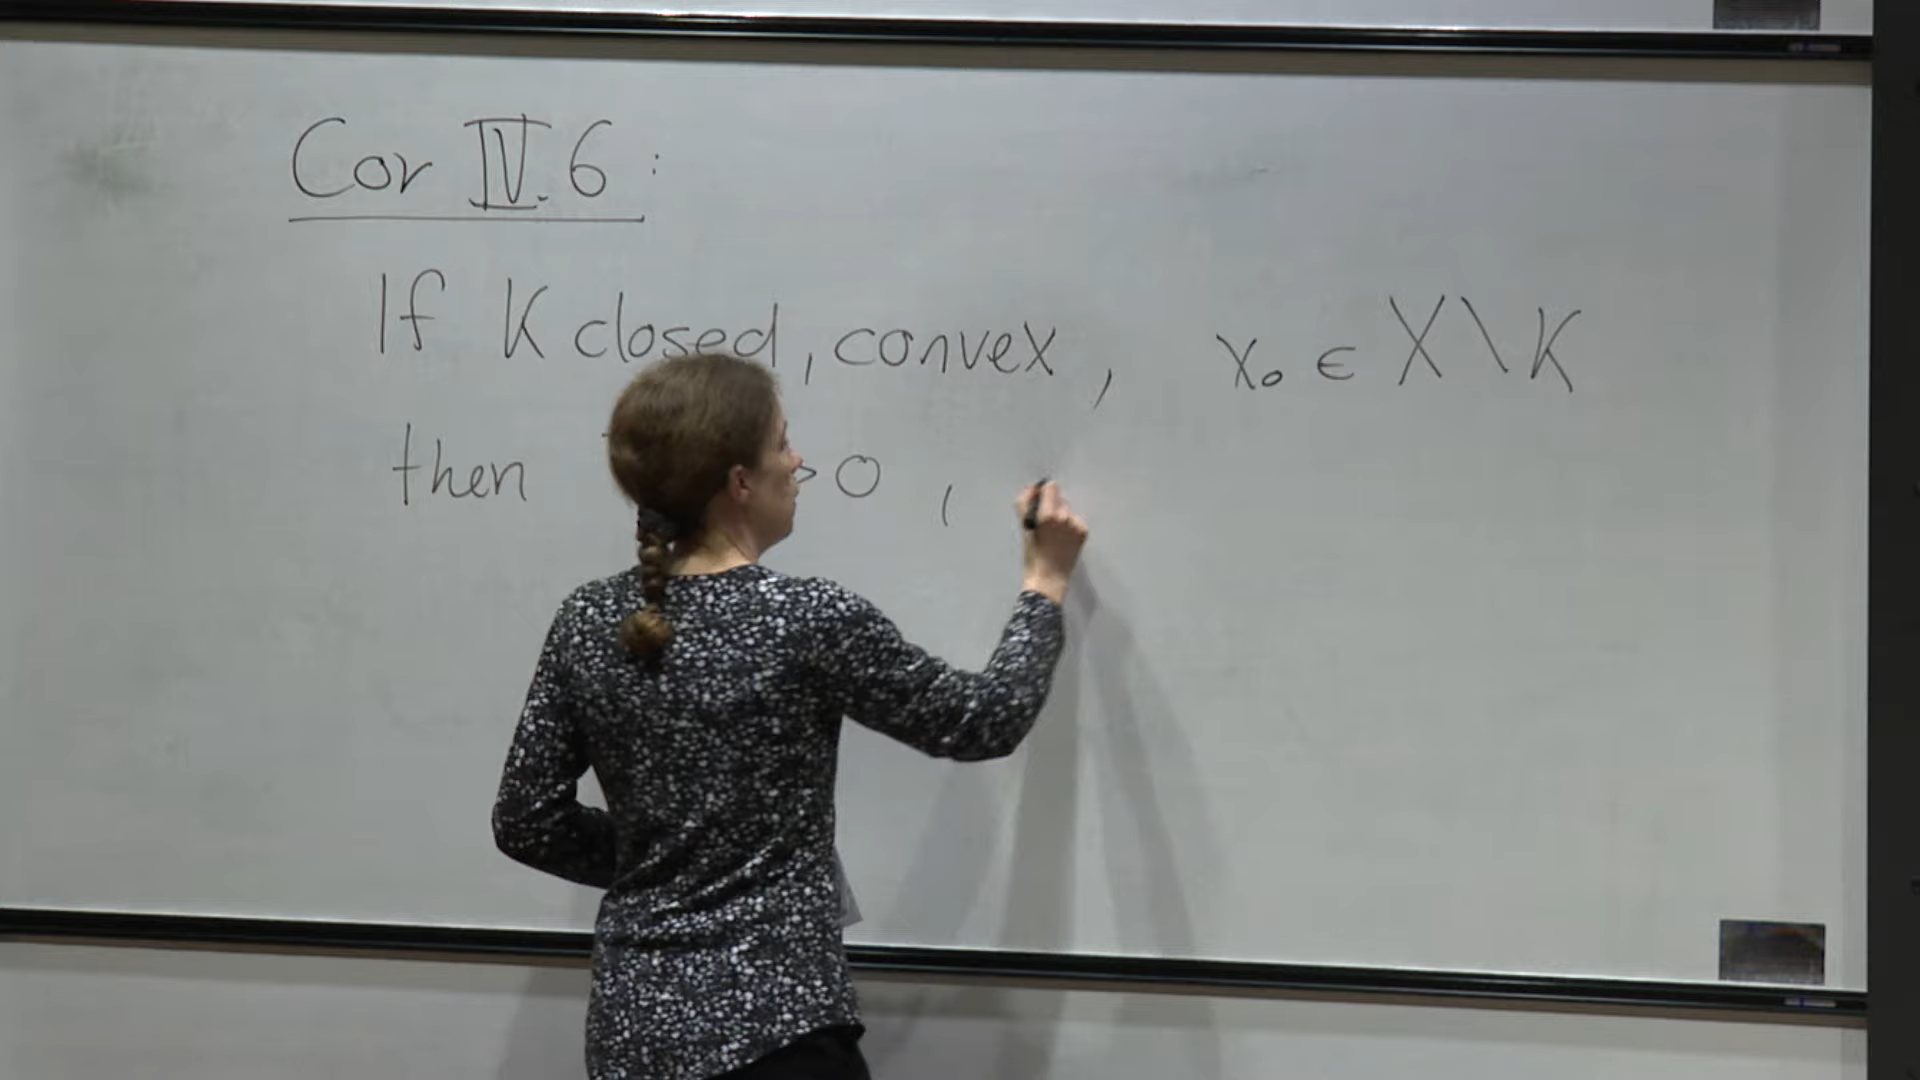 Cor IV.6:
If K closed, convex, x₀ ∈ X \ K
then >0,